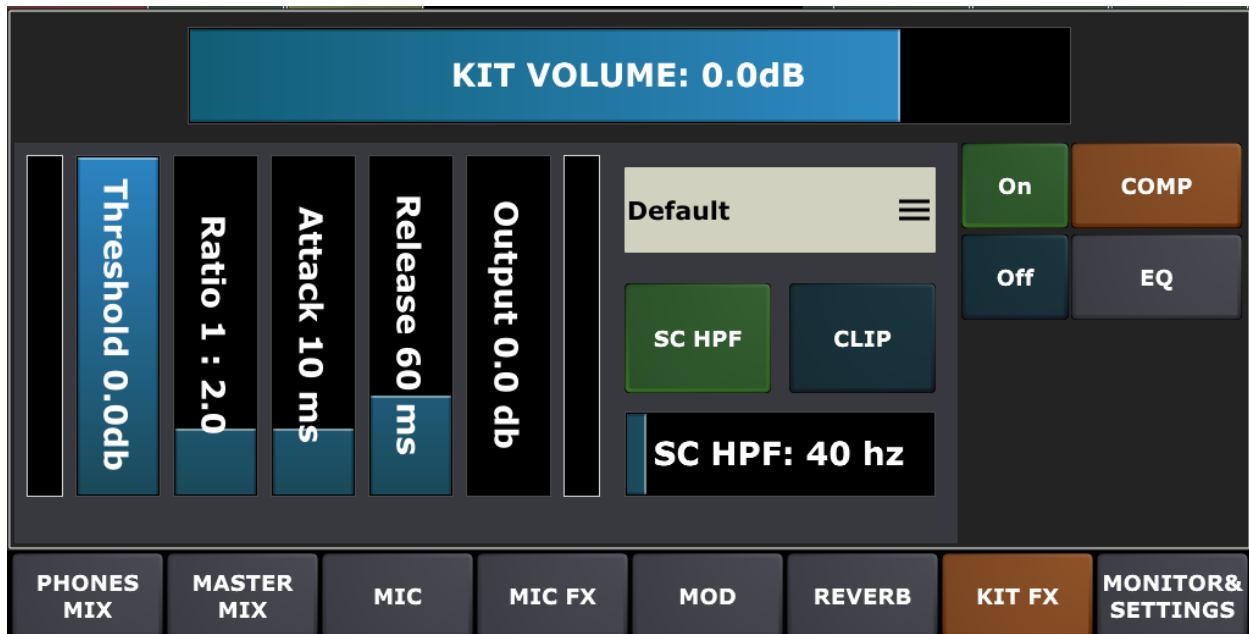 KIT VOLUME: 0.0dB
Threshold 0.0db
Ratio 1 : 2.0
Attack 10 ms
Release 60 ms
Output 0.0 db
Default
On
COMP
Off
EQ
SC HPF
CLIP
SC HPF: 40 hz
PHONES
MIX
MASTER
MIX
MIC
MIC FX
MOD
REVERB
KIT FX
MONITOR&
SETTINGS